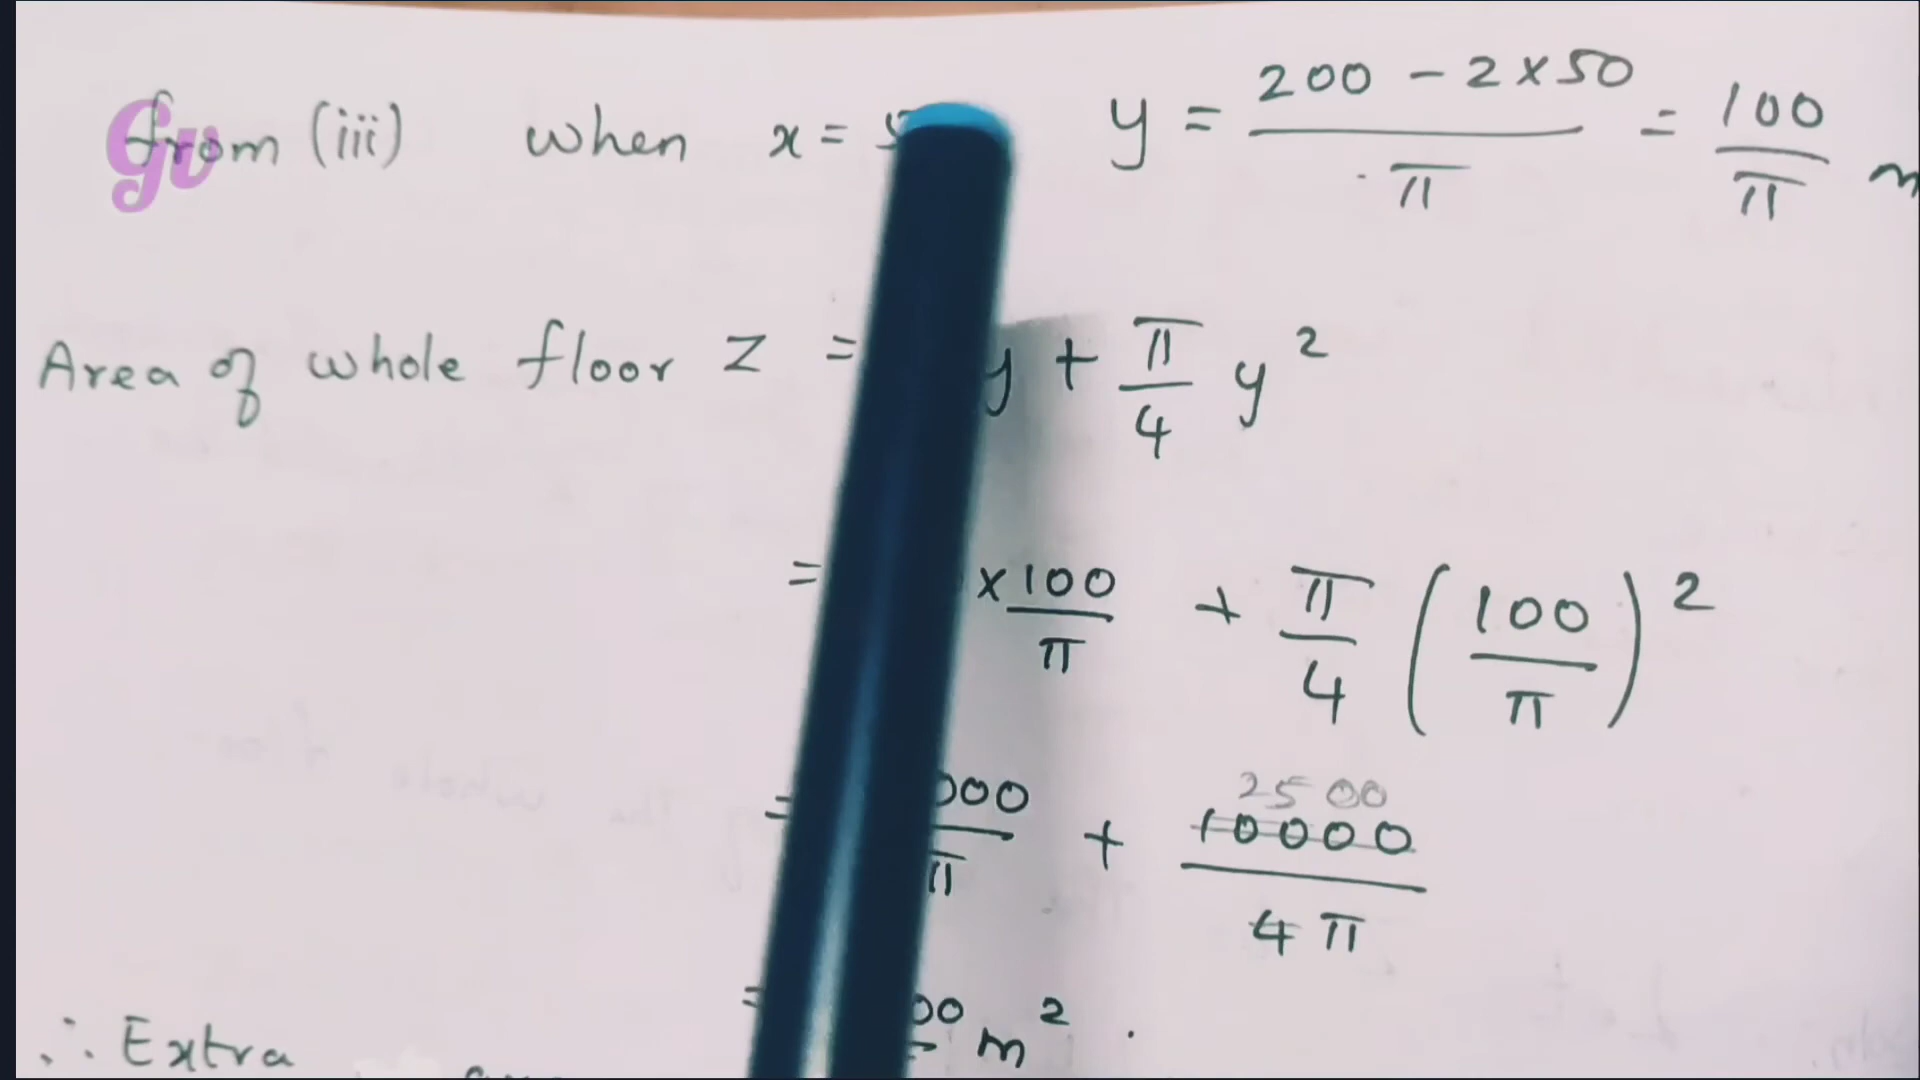 Gv
from (iii) when x = y = 200 - 2×50 / π = 100 / π m
Area of whole floor Z = y + π/4 y²
= ×100/π + π/4 (100/π)²
2500
= 000/π + 10000/4π
= 00 m² .
∴ Extra